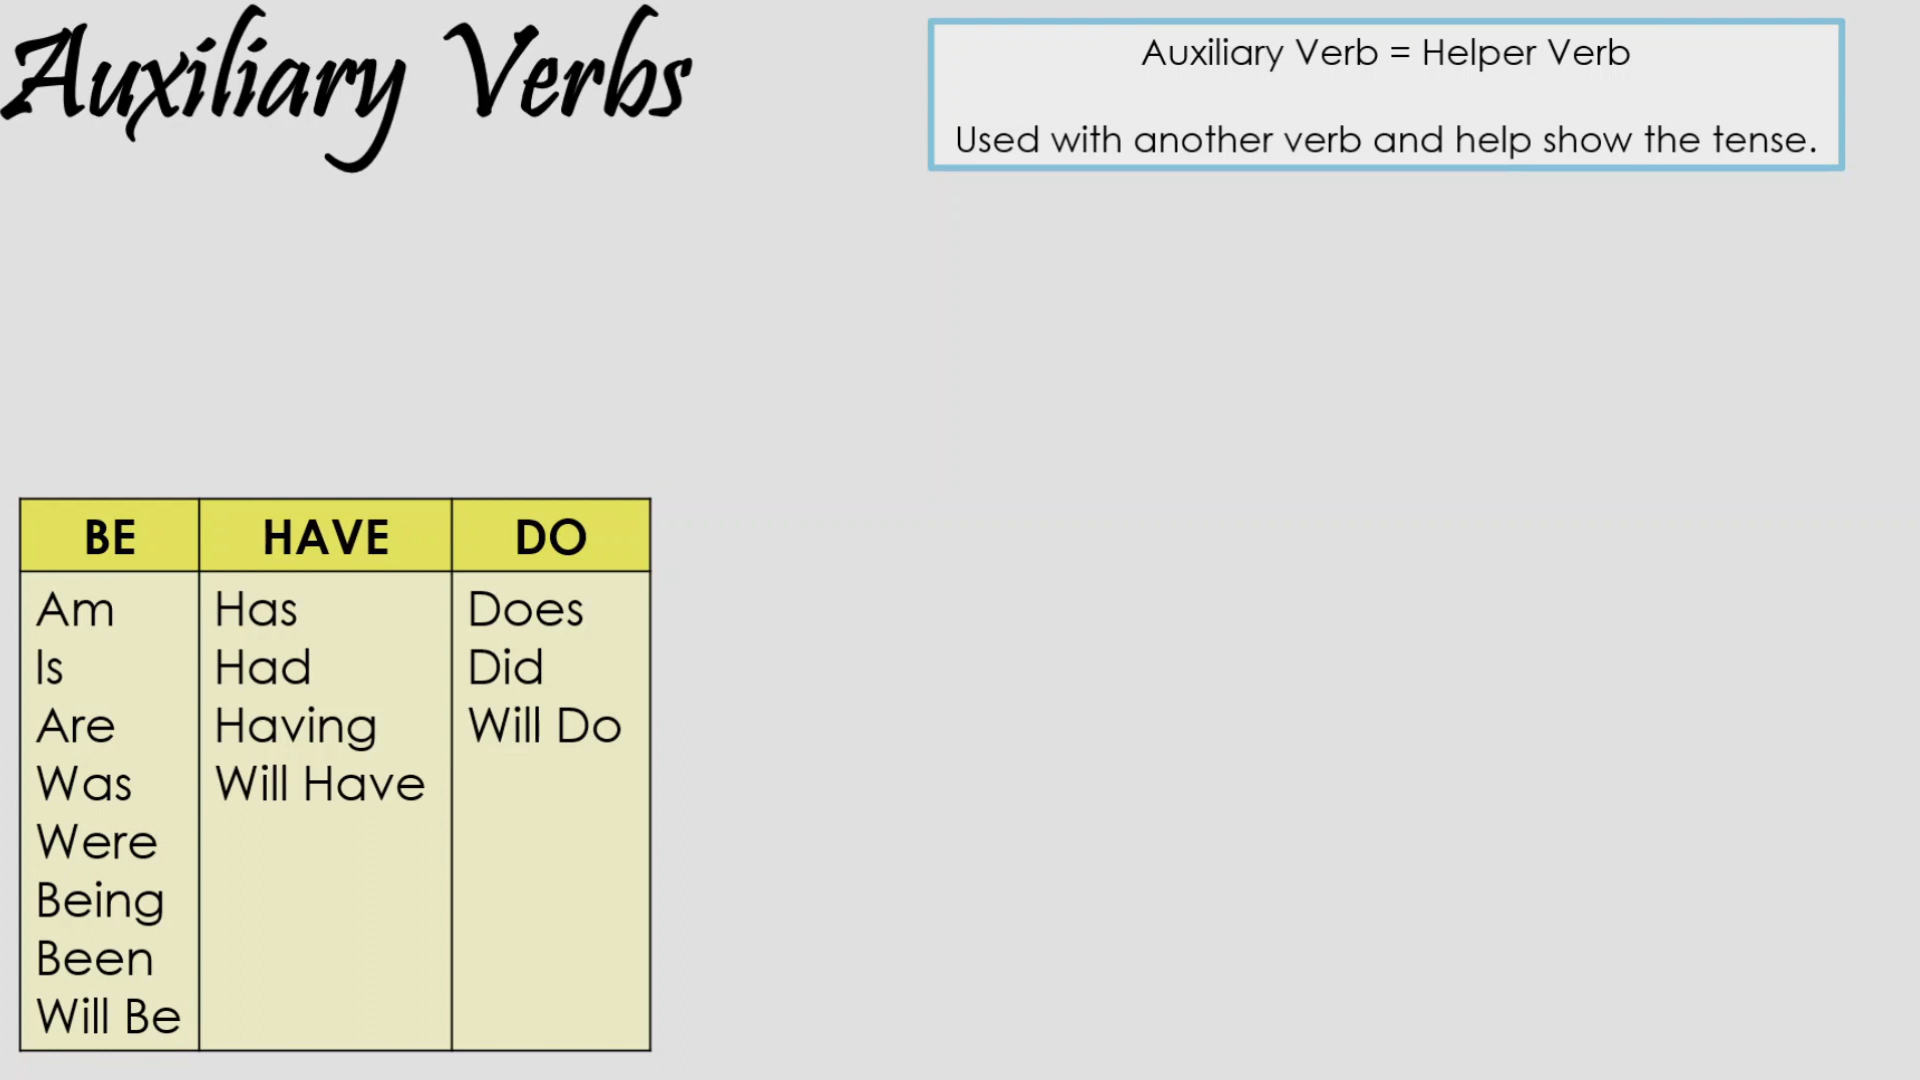 Auxiliary Verbs
Auxiliary Verb = Helper Verb
Used with another verb and help show the tense.
BE
Am
Is
Are
Was
Were
Being
Been
Will Be
HAVE
Has
Had
Having
Will Have
DO
Does
Did
Will Do